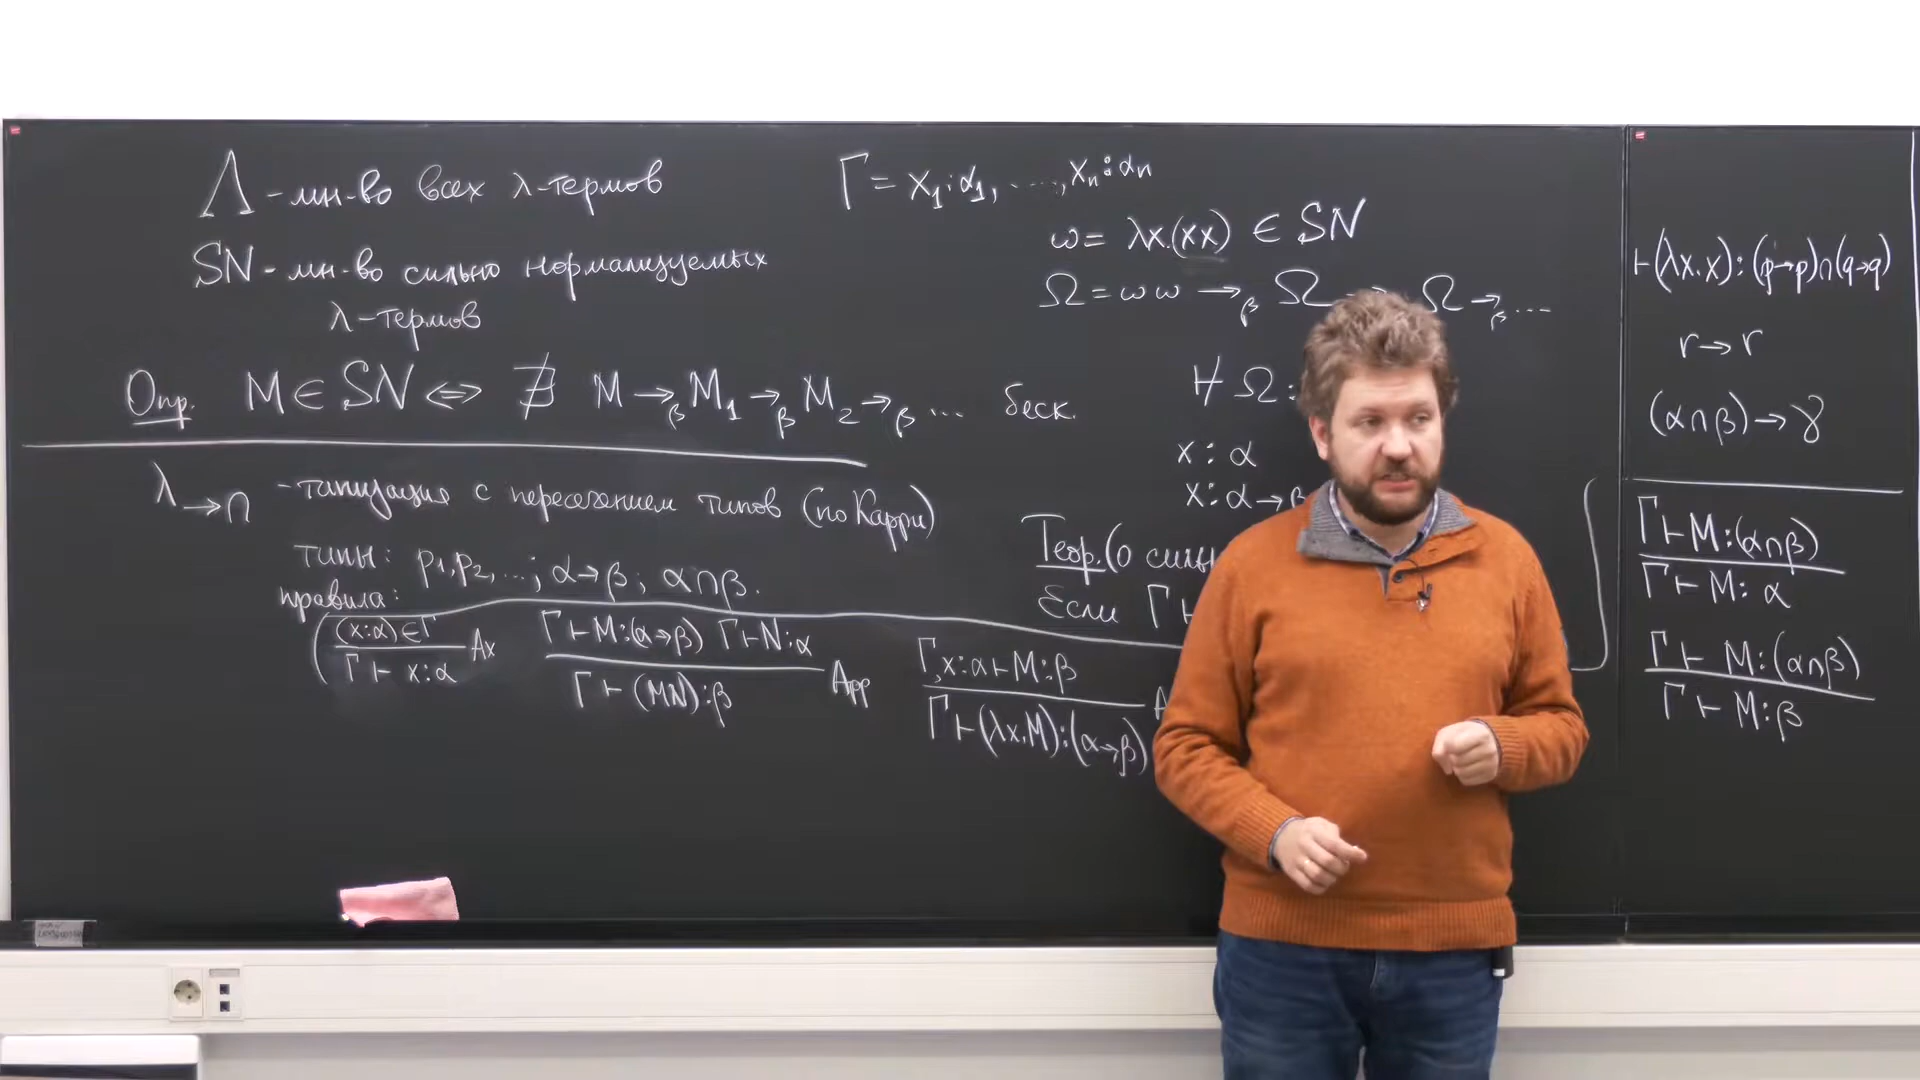 Λ - мн-во всех λ-термов
SN - мн-во сильно нормализуемых
λ-термов
Опр. M ∈ SN ⇔ ∄ M →β M₁ →β M₂ →β ... беск.
λ→∩ - типизация с пересечением типов (по Карри)
типы: p₁, p₂, ...; α→β; α∩β.
правила:
(x:α)∈Γ
Γ ⊢ x:α
Ax
Γ⊢M:(α→β) Γ⊢N:α
Γ⊢(MN):β
App
Γ,x:α⊢M:β
Γ⊢(λx.M):(α→β)
Γ = x₁:α₁, ...., xₙ:αₙ
ω = λx.(xx) ∈ SN
Ω = ωω →β Ω → Ω →β ...
⊬ Ω:
x : α
x : α→β
Теор. (о
Если Γ ⊢
⊢(λx.x):(p→p)∩(q→q)
r→r
(α∩β)→γ
Γ⊢M:(α∩β)
Γ⊢M:α
Γ⊢M:(α∩β)
Γ⊢M:β